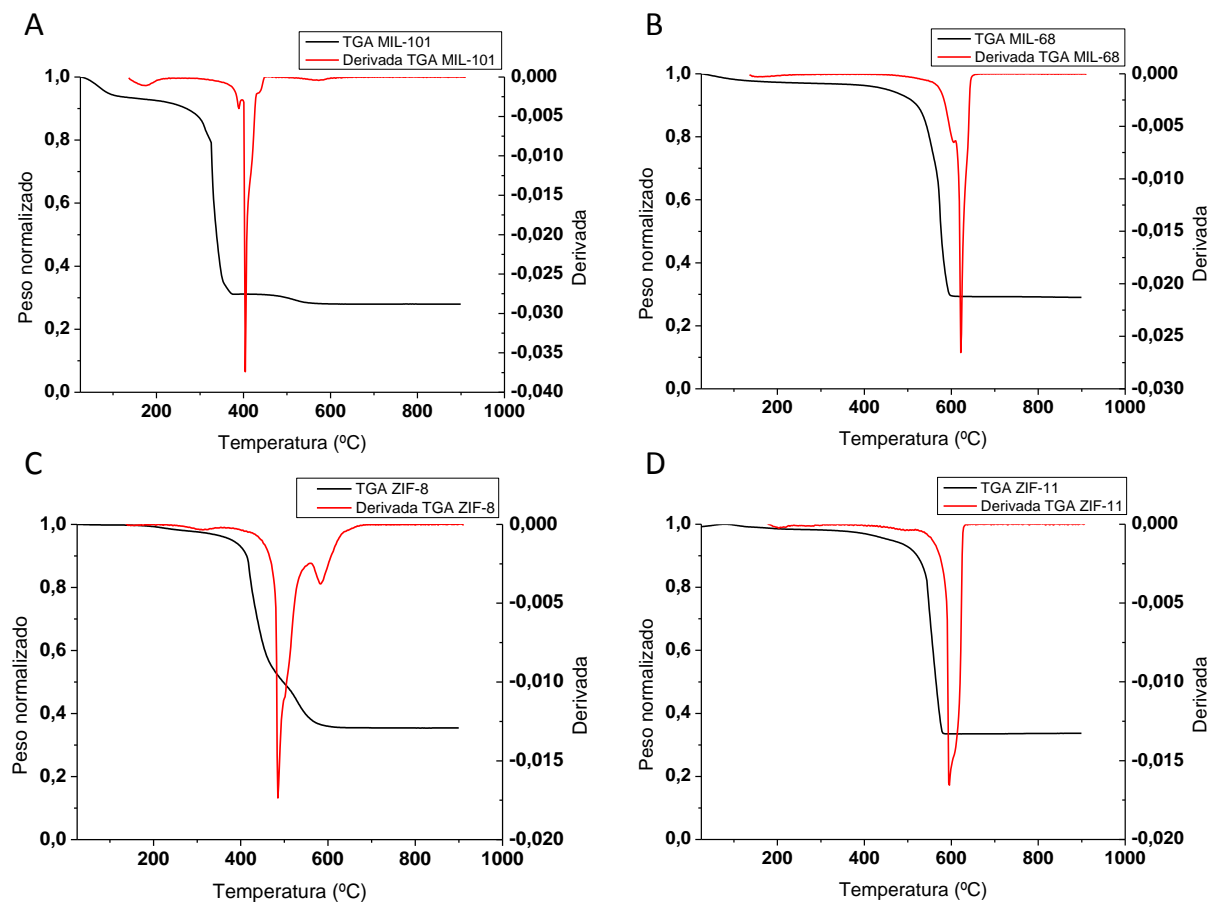 A
TGA MIL-101
Derivada TGA MIL-101
1,0
0,8
0,6
0,4
0,2
0,0
Peso normalizado
0,000
-0,005
-0,010
-0,015
-0,020
-0,025
-0,030
-0,035
-0,040
Derivada
200
400
600
800
1000
Temperatura (ºC)
B
TGA MIL-68
Derivada TGA MIL-68
1,0
0,8
0,6
0,4
0,2
0,0
Peso normalizado
0,000
-0,005
-0,010
-0,015
-0,020
-0,025
-0,030
Derivada
200
400
600
800
1000
Temperatura (ºC)
C
TGA ZIF-8
Derivada TGA ZIF-8
1,0
0,8
0,6
0,4
0,2
0,0
Peso normalizado
0,000
-0,005
-0,010
-0,015
-0,020
Derivada
200
400
600
800
1000
Temperatura (ºC)
D
TGA ZIF-11
Derivada TGA ZIF-11
1,0
0,8
0,6
0,4
0,2
0,0
Peso normalizado
0,000
-0,005
-0,010
-0,015
-0,020
Derivada
200
400
600
800
1000
Temperatura (ºC)